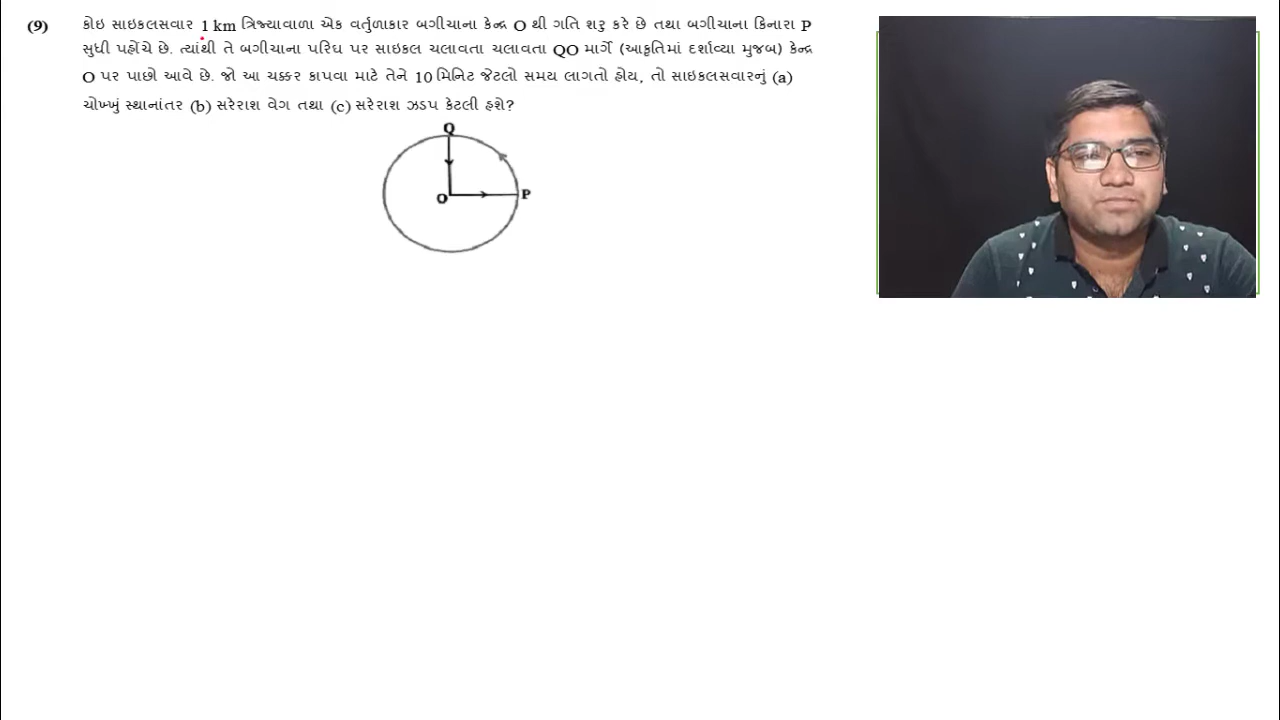 (9) કોઇ સાઇકલસવાર 1 km ત્રિજ્યાવાળા એક વર્તુળાકાર બગીચાના કેન્દ્ર O થી ગતિ શરુ કરે છે તથા બગીચાના કિનારા P
સુધી પહોંચે છે. ત્યાંથી તે બગીચાના પરિઘ પર સાઇકલ ચલાવતા ચલાવતા QO માર્ગે (આકૃતિમાં દર્શાવ્યા મુજબ) કેન્દ્ર
O પર પાછો આવે છે. જો આ ચક્કર કાપવા માટે તેને 10 મિનિટ જેટલો સમય લાગતો હોય, તો સાઇકલસવારનું (a)
ચોખ્ખું સ્થાનાંતર (b) સરેરાશ વેગ તથા (c) સરેરાશ ઝડપ કેટલી હશે?
Q
O P